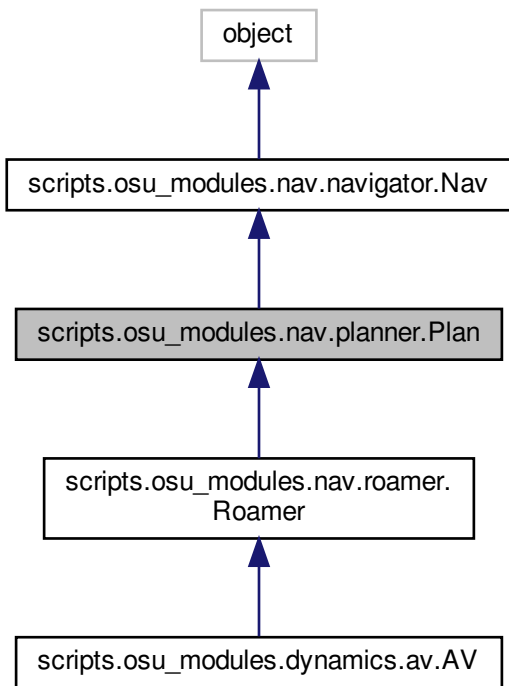 object
scripts.osu_modules.nav.navigator.Nav
scripts.osu_modules.nav.planner.Plan
scripts.osu_modules.nav.roamer.
Roamer
scripts.osu_modules.dynamics.av.AV